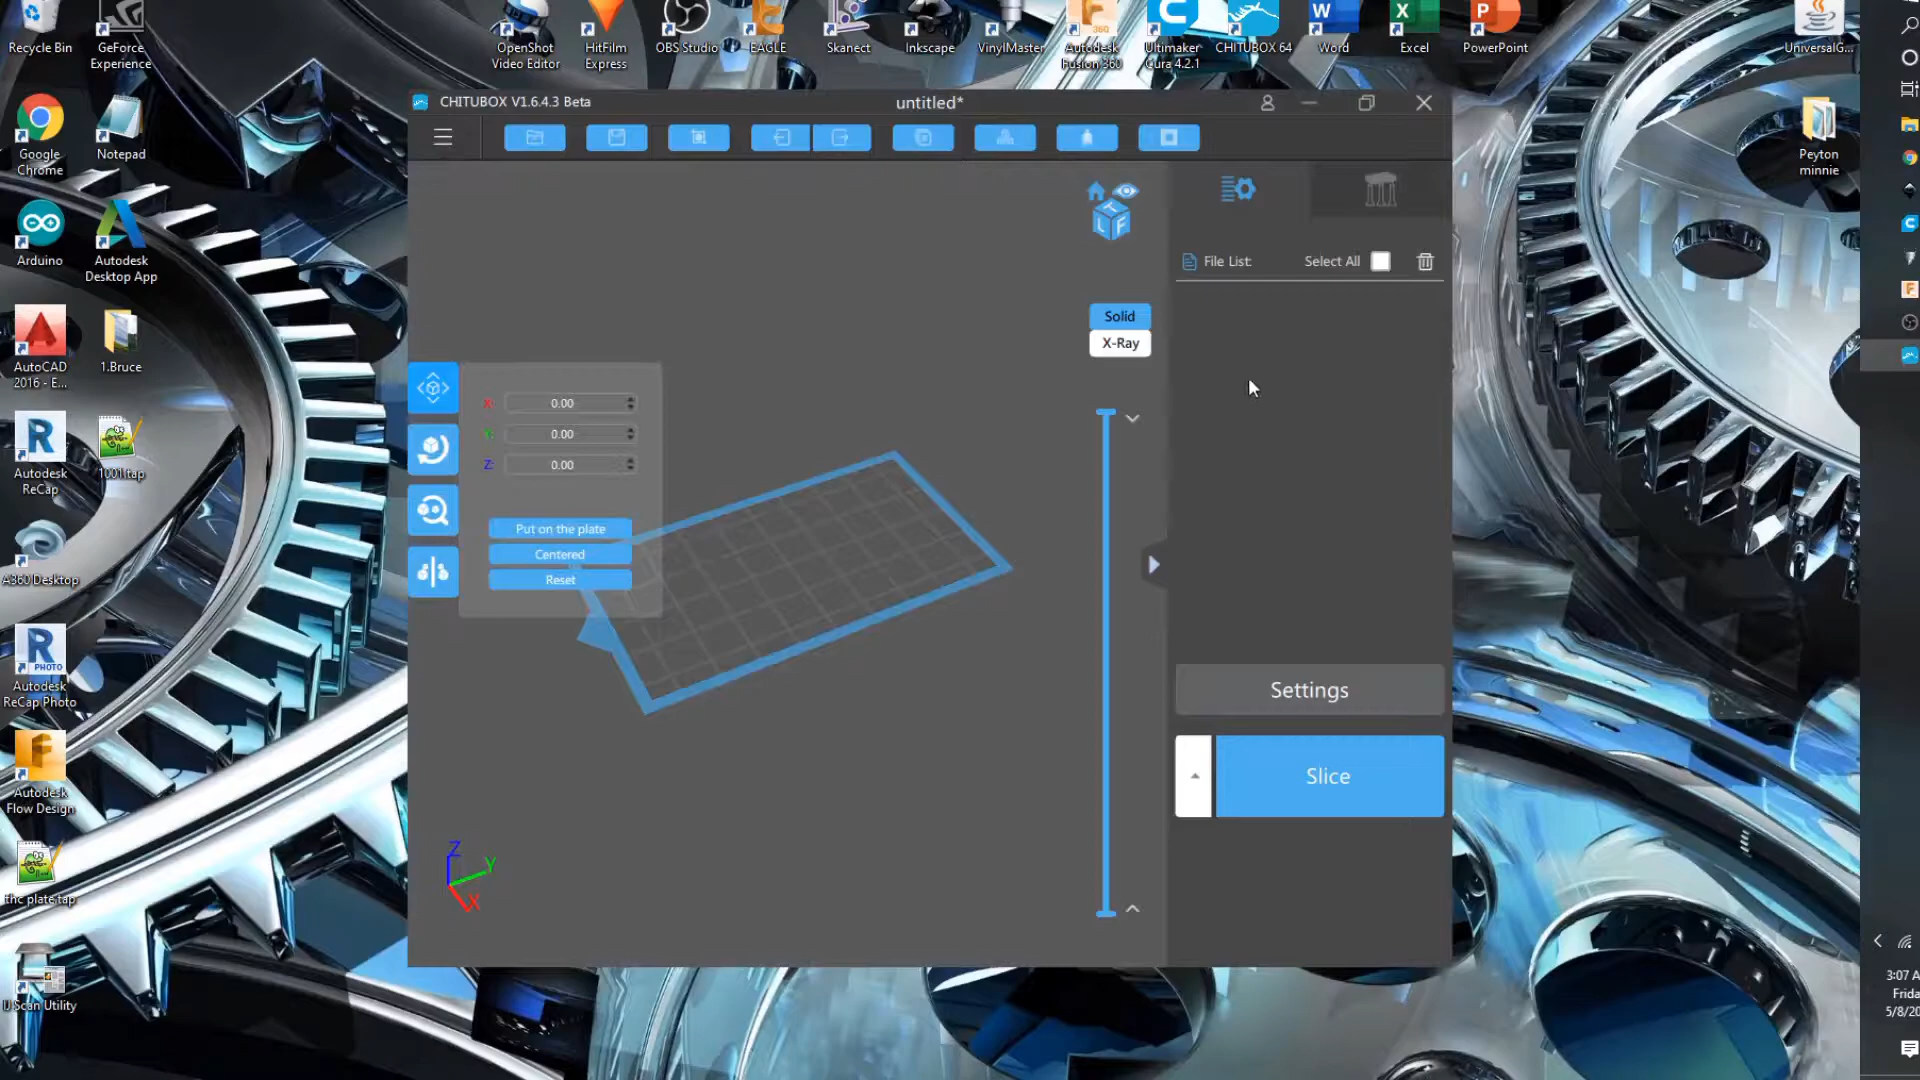 Recycle Bin
GeForce
Experience
OpenShot
Video Editor
HitFilm
Express
OBS Studio
EAGLE
Skanect
Inkscape
VinylMaster
Autodesk
Fusion 360
Ultimaker
Cura 4.2.1
CHITUBOX 64
Word
Excel
PowerPoint
UniversalG...
Google
Chrome
Notepad
Peyton
minnie
Arduino
Autodesk
Desktop App
AutoCAD
2016 - E...
1.Bruce
Autodesk
ReCap
1001.tap
A360 Desktop
Autodesk
ReCap Photo
Autodesk
Flow Design
thc plate.tap
IJ Scan Utility
CHITUBOX V1.6.4.3 Beta
untitled*
File List:
Select All
L F
Solid
X-Ray
X: 0.00
Y: 0.00
Z: 0.00
Put on the plate
Centered
Reset
Settings
Slice
Z
Y
X
3:07 A
Friday
5/8/20